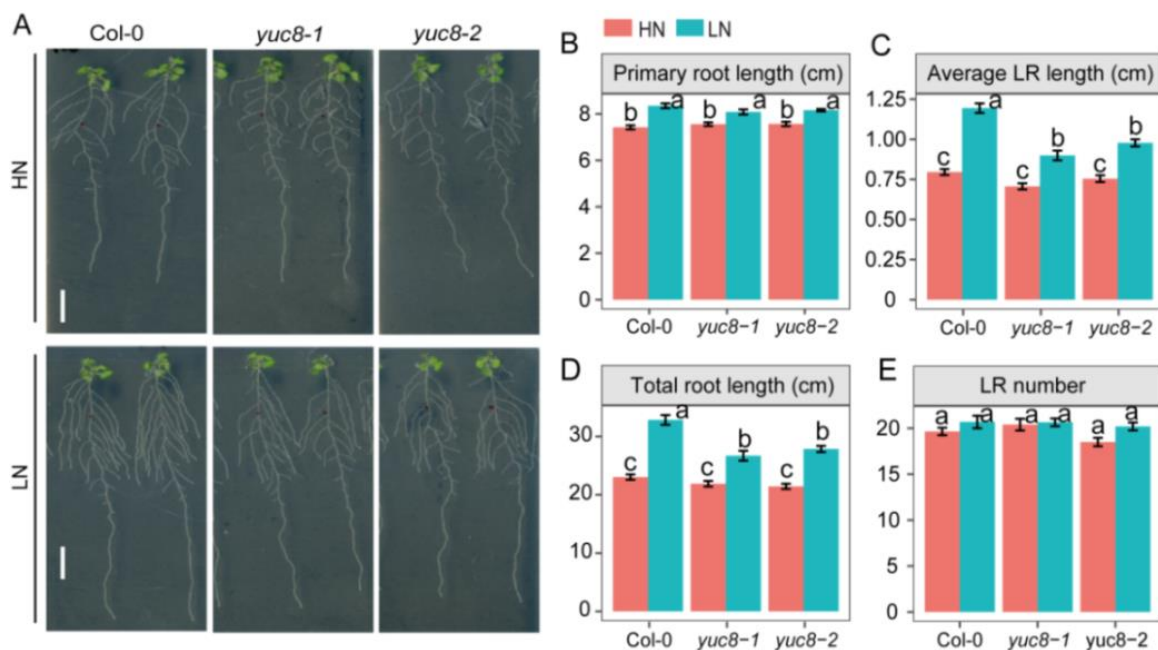 A
Col-0
yuc8-1
yuc8-2
HN
LN
HN
LN
B
Primary root length (cm)
8
6
4
2
0
b
a
b
a
b
a
Col-0
yuc8−1
yuc8−2
C
Average LR length (cm)
1.25
1.00
0.75
0.50
0.25
0
c
a
c
b
c
b
Col-0
yuc8−1
yuc8−2
D
Total root length (cm)
30
20
10
0
c
a
c
b
c
b
Col-0
yuc8−1
yuc8−2
E
LR number
20
15
10
5
0
a
a
a
a
a
a
Col-0
yuc8−1
yuc8−2